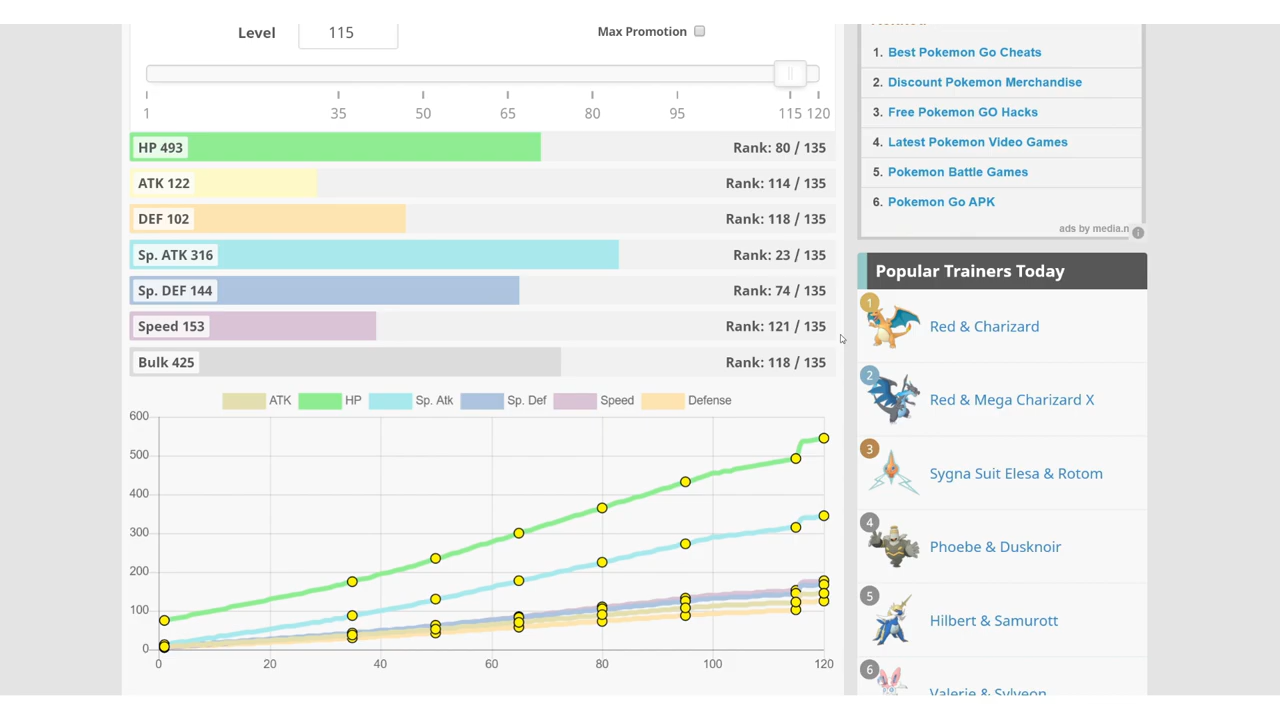 Level
115
Max Promotion
1 35 50 65 80 95 115 120
HP 493 Rank: 80 / 135
ATK 122 Rank: 114 / 135
DEF 102 Rank: 118 / 135
Sp. ATK 316 Rank: 23 / 135
Sp. DEF 144 Rank: 74 / 135
Speed 153 Rank: 121 / 135
Bulk 425 Rank: 118 / 135
ATK HP Sp. Atk Sp. Def Speed Defense
600
500
400
300
200
100
0
0 20 40 60 80 100 120
1. Best Pokemon Go Cheats
2. Discount Pokemon Merchandise
3. Free Pokemon GO Hacks
4. Latest Pokemon Video Games
5. Pokemon Battle Games
6. Pokemon Go APK
ads by media.n
Popular Trainers Today
1 Red & Charizard
2 Red & Mega Charizard X
3 Sygna Suit Elesa & Rotom
4 Phoebe & Dusknoir
5 Hilbert & Samurott
6 Valerie & Sylveon